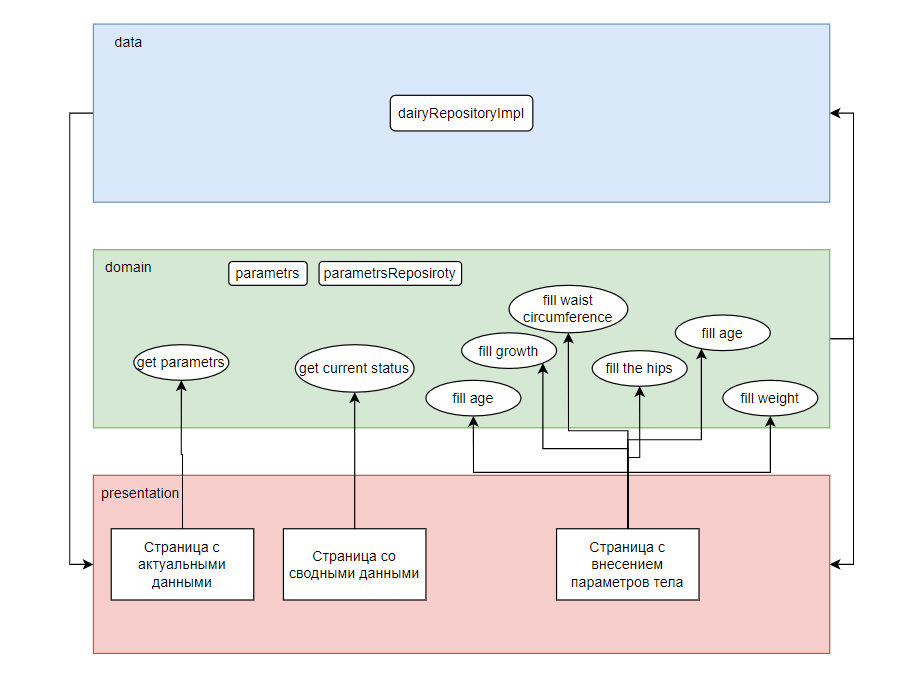 data
dairyRepositoryImpl
domain
parametrs
parametrsReposiroty
fill waist
circumference
fill age
fill growth
get parametrs
get current status
fill the hips
fill age
fill weight
presentation
Страница с
актуальными
данными
Страница со
сводными данными
Страница с
внесением
параметров тела